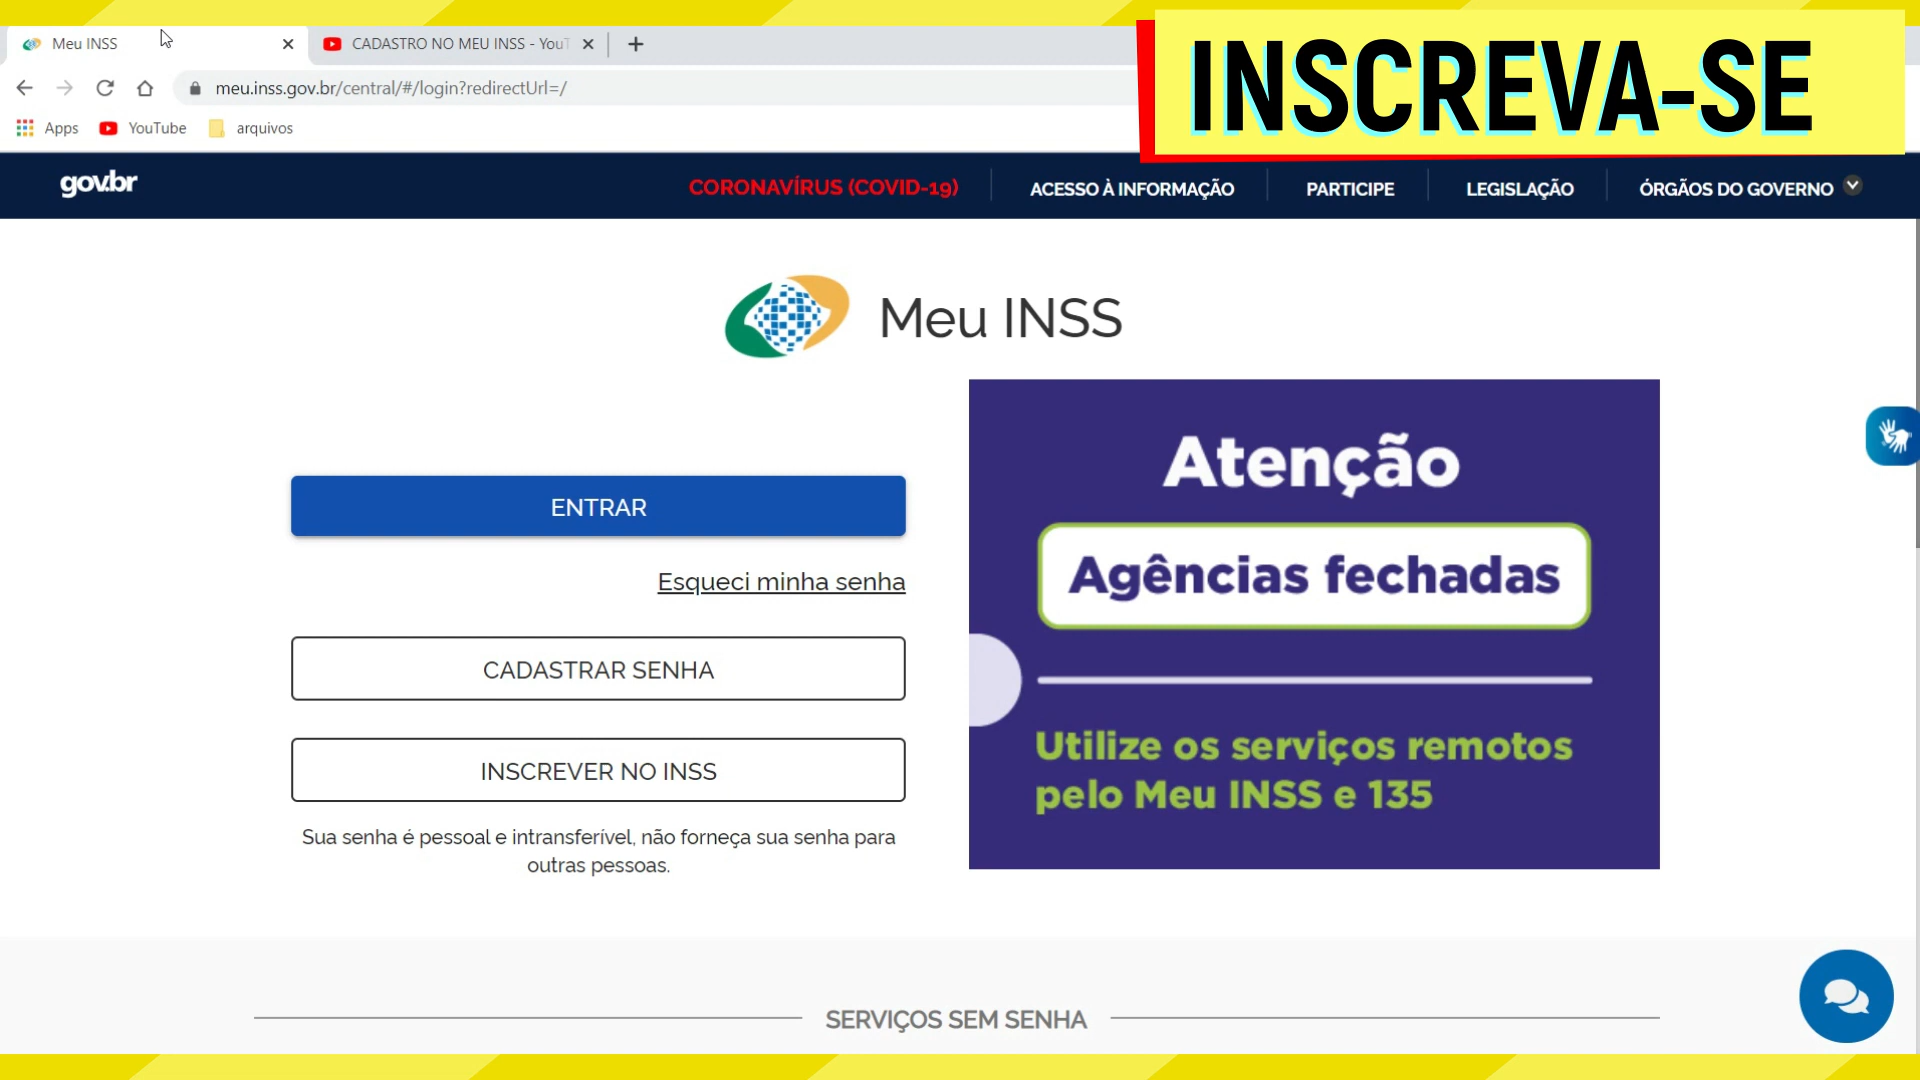 INSCREVA-SE
Meu INSS
CADASTRO NO MEU INSS - YouT
meu.inss.gov.br/central/#/login?redirectUrl=/
Apps
YouTube
arquivos
gov.br
CORONAVÍRUS (COVID-19)
ACESSO À INFORMAÇÃO
PARTICIPE
LEGISLAÇÃO
ÓRGÃOS DO GOVERNO
Meu INSS
ENTRAR
Esqueci minha senha
CADASTRAR SENHA
INSCREVER NO INSS
Sua senha é pessoal e intransferível, não forneça sua senha para
outras pessoas.
Atenção
Agências fechadas
Utilize os serviços remotos
pelo Meu INSS e 135
SERVIÇOS SEM SENHA